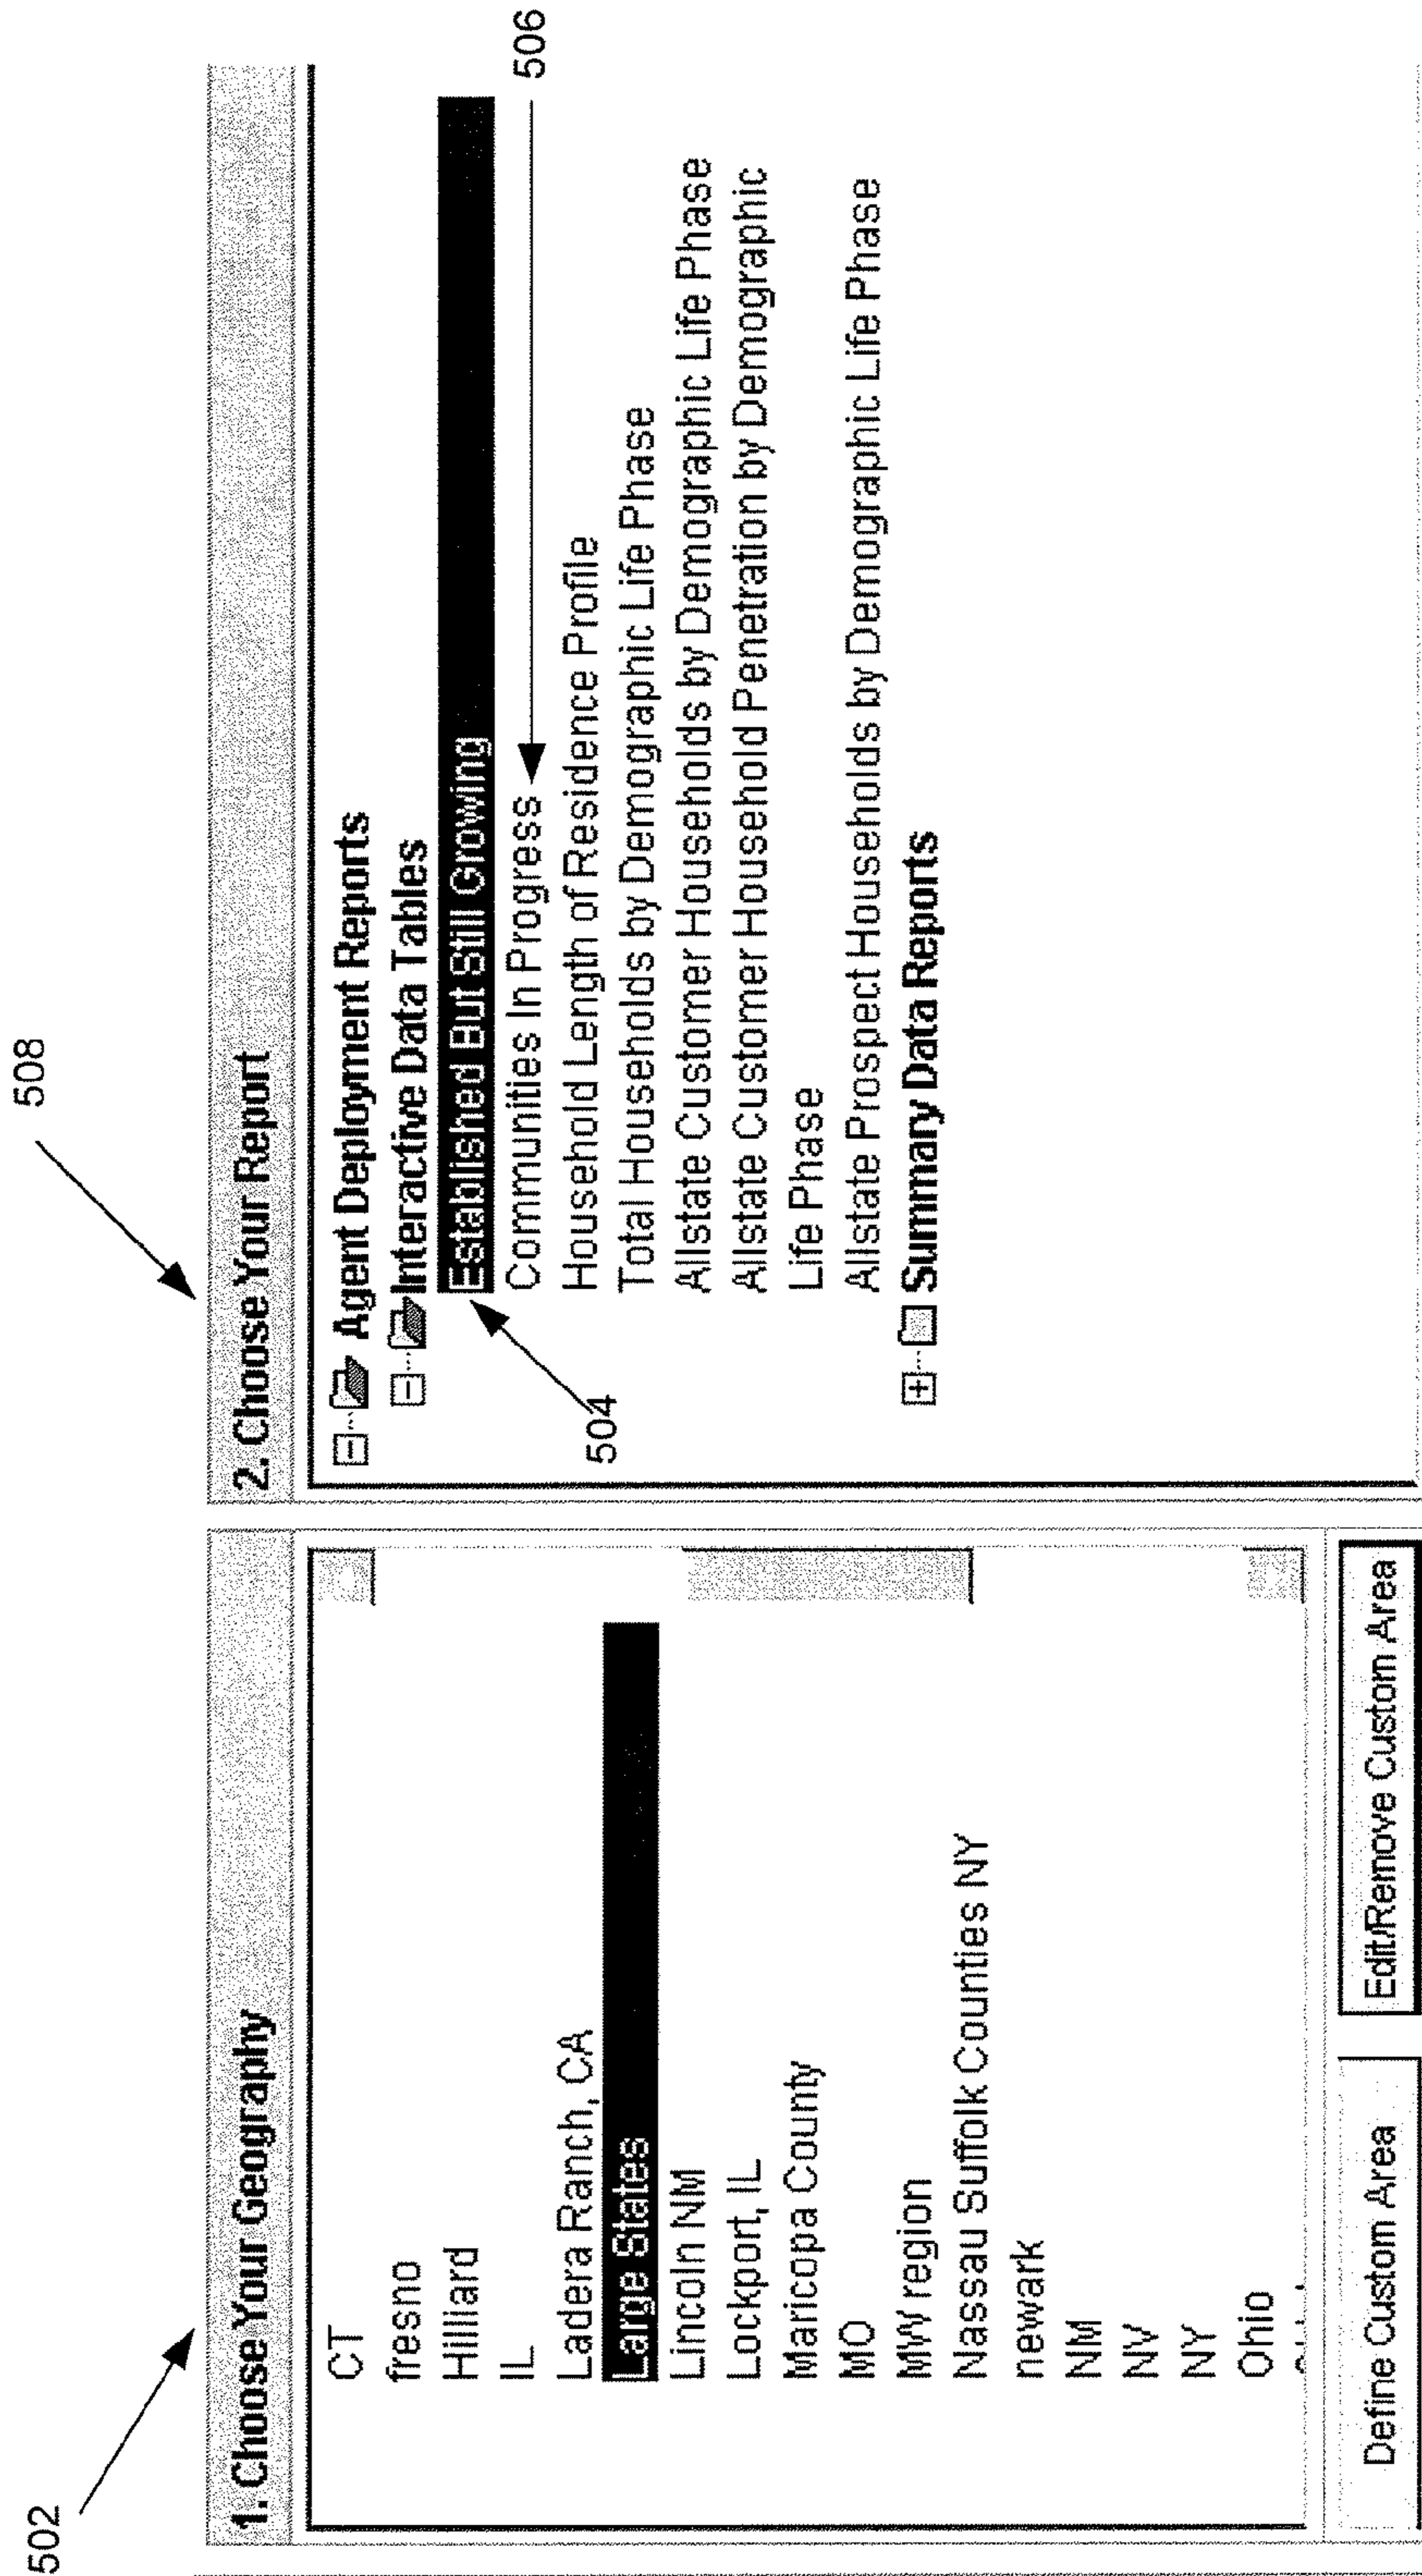 502
1. Choose Your Geography
CT
fresno
Hilliard
IL
Ladera Ranch, CA
Large States
Lincoln NM
Lockport, IL
Maricopa County
MO
MW region
Nassau Suffolk Counties NY
newark
NM
NV
NY
Ohio
Define Custom Area
Edit/Remove Custom Area
508
2. Choose Your Report
Agent Deployment Reports
Interactive Data Tables
Established But Still Growing
504
Communities In Progress
506
Household Length of Residence Profile
Total Households by Demographic Life Phase
Allstate Customer Households by Demographic Life Phase
Allstate Customer Household Penetration by Demographic
Life Phase
Allstate Prospect Households by Demographic Life Phase
Summary Data Reports